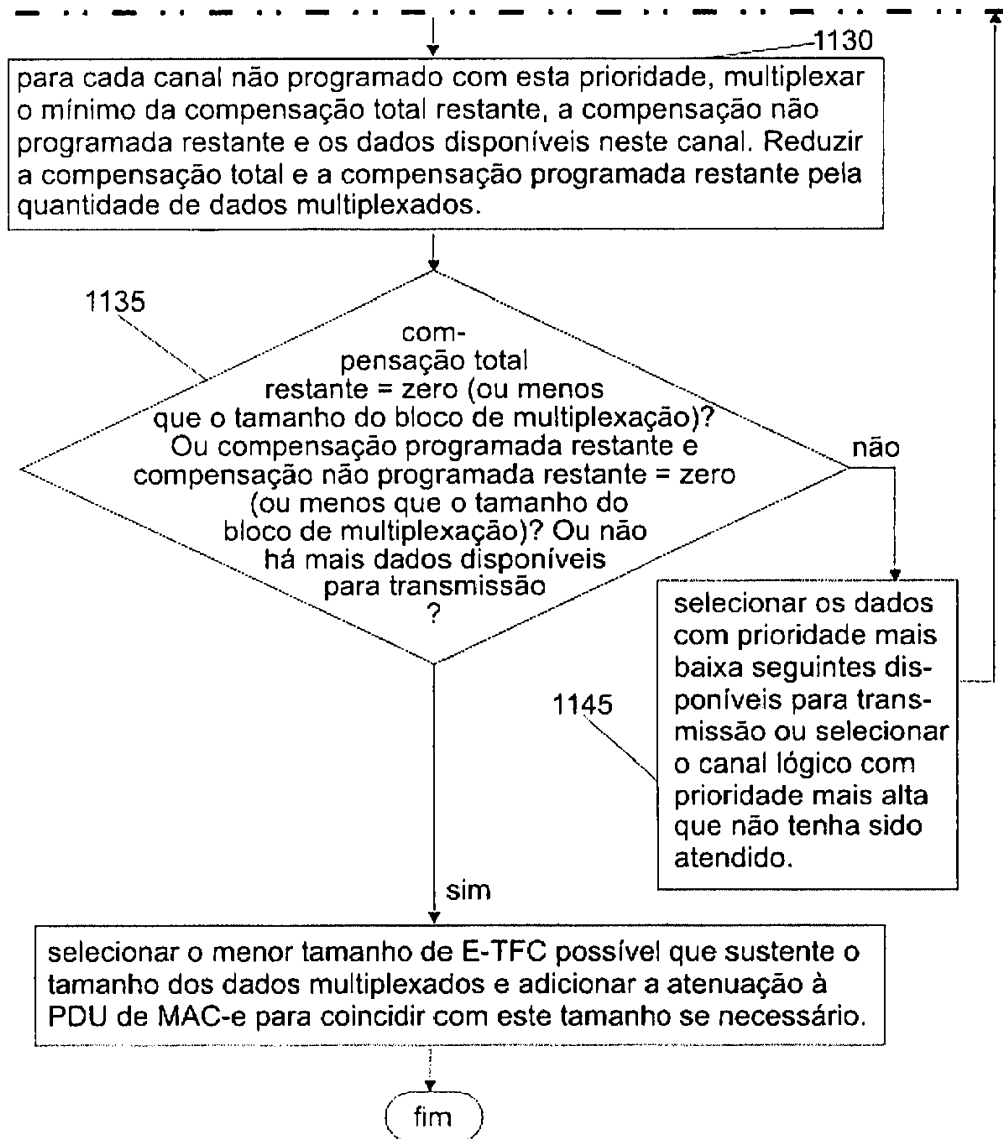 1130
para cada canal não programado com esta prioridade, multiplexar
o mínimo da compensação total restante, a compensação não
programada restante e os dados disponíveis neste canal. Reduzir
a compensação total e a compensação programada restante pela
quantidade de dados multiplexados.
1135
com-
pensação total
restante = zero (ou menos
que o tamanho do bloco de multiplexação)?
Ou compensação programada restante e
compensação não programada restante = zero
(ou menos que o tamanho do
bloco de multiplexação)? Ou não
há mais dados disponíveis
para transmissão
?
não
selecionar os dados
com prioridade mais
baixa seguintes dis-
poníveis para trans-
missão ou selecionar
o canal lógico com
prioridade mais alta
que não tenha sido
atendido.
1145
sim
selecionar o menor tamanho de E-TFC possível que sustente o
tamanho dos dados multiplexados e adicionar a atenuação à
PDU de MAC-e para coincidir com este tamanho se necessário.
fim